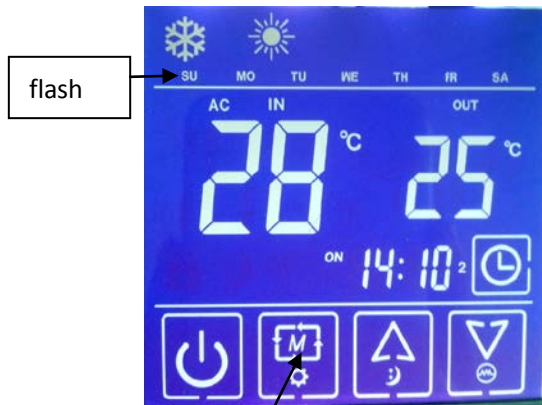 flash
SU MO TU WE TH FR SA
AC IN OUT
28 °C 25 °C
ON 14:10 2
M